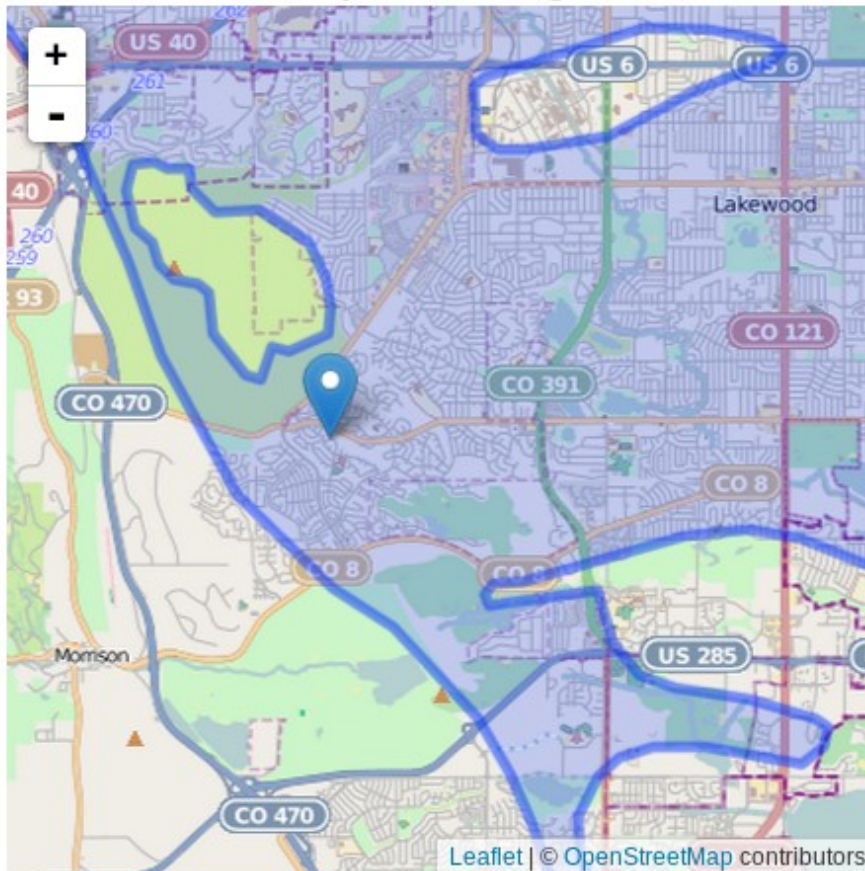 262
+
US 40
US 6
US 6
261
-
260
40
Lakewood
260
259
93
CO 121
CO 391
CO 470
CO 8
CO 8
CO 8
Morrison
US 285
CO 470
Leaflet | © OpenStreetMap contributors